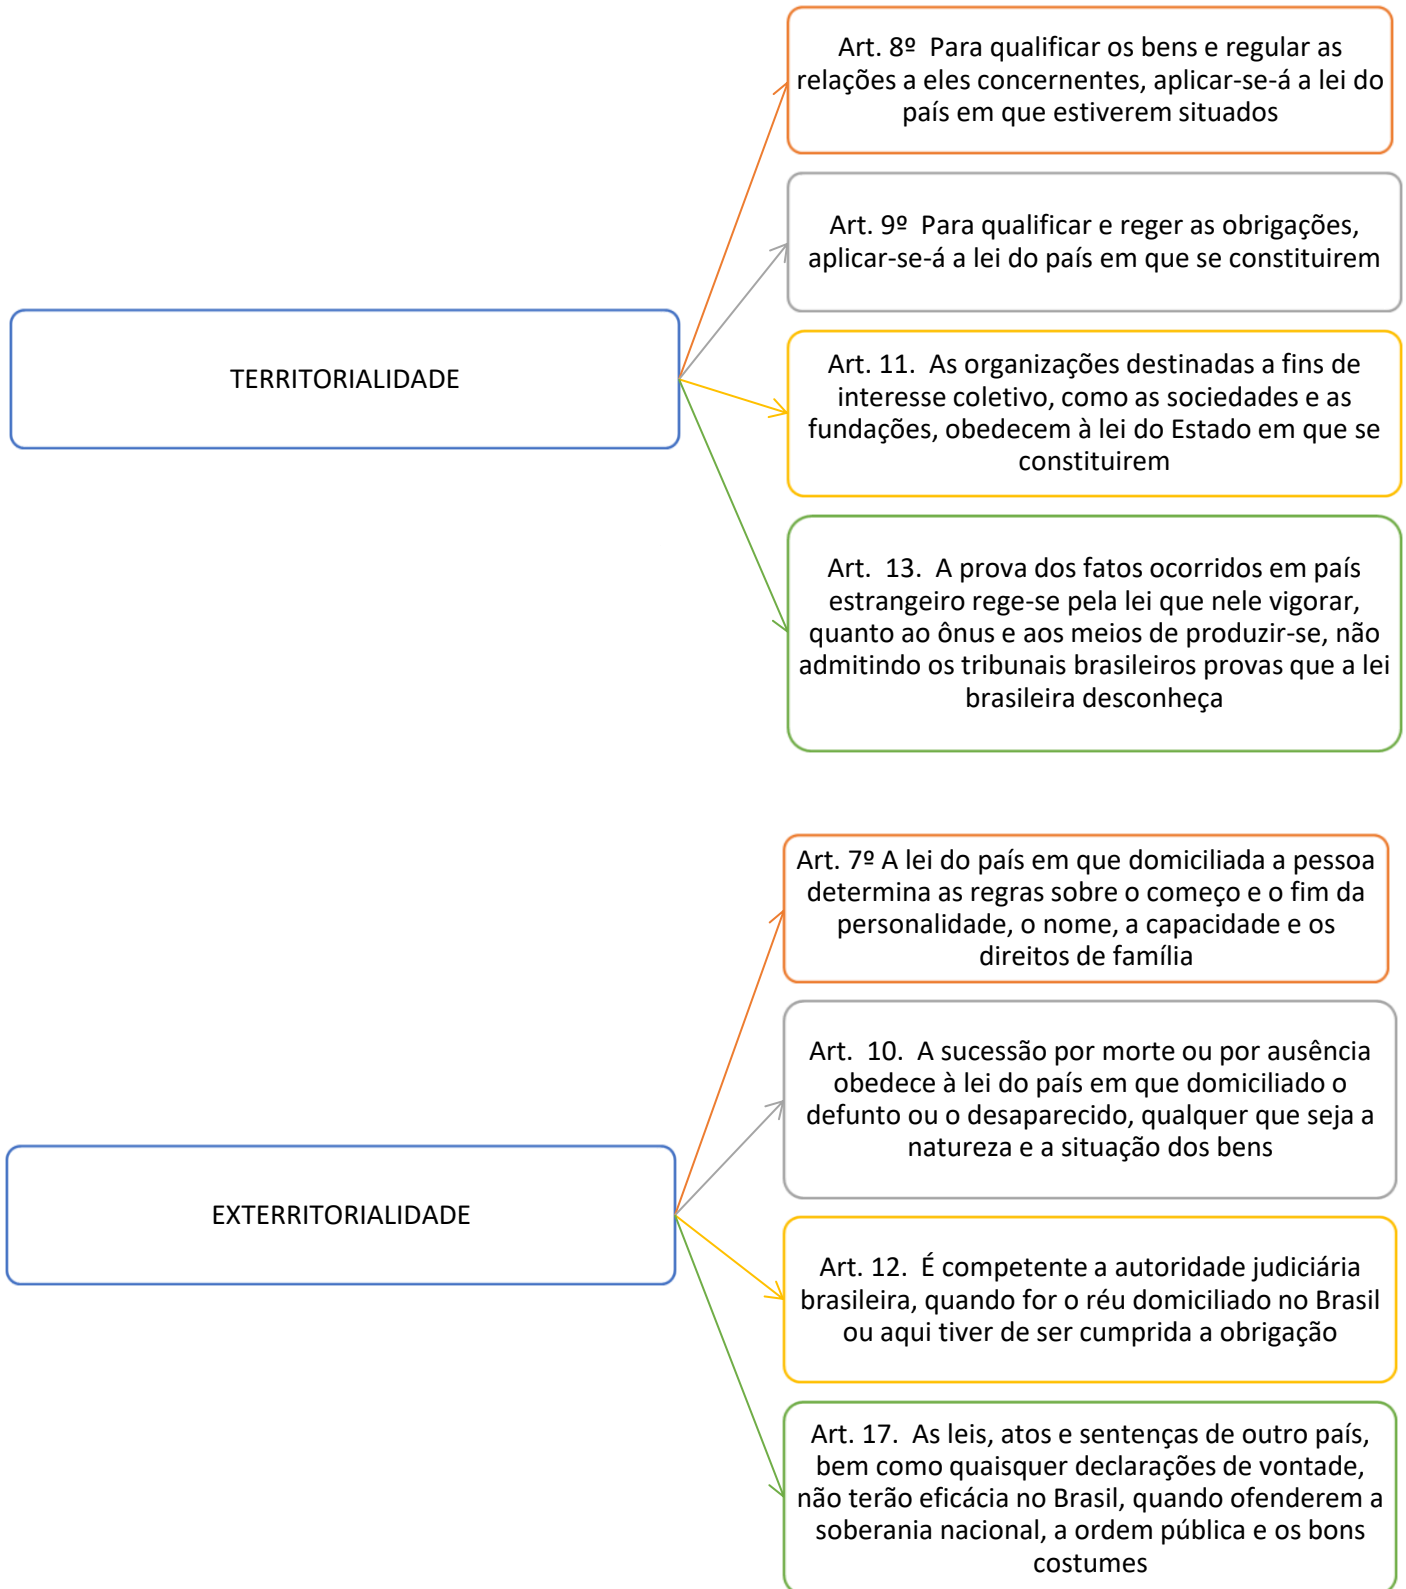 Art. 8º Para qualificar os bens e regular as
relações a eles concernentes, aplicar-se-á a lei do
país em que estiverem situados
Art. 9º Para qualificar e reger as obrigações,
aplicar-se-á a lei do país em que se constituirem
TERRITORIALIDADE
Art. 11. As organizações destinadas a fins de
interesse coletivo, como as sociedades e as
fundações, obedecem à lei do Estado em que se
constituirem
Art. 13. A prova dos fatos ocorridos em país
estrangeiro rege-se pela lei que nele vigorar,
quanto ao ônus e aos meios de produzir-se, não
admitindo os tribunais brasileiros provas que a lei
brasileira desconheça
Art. 7º A lei do país em que domiciliada a pessoa
determina as regras sobre o começo e o fim da
personalidade, o nome, a capacidade e os
direitos de família
Art. 10. A sucessão por morte ou por ausência
obedece à lei do país em que domiciliado o
defunto ou o desaparecido, qualquer que seja a
natureza e a situação dos bens
EXTERRITORIALIDADE
Art. 12. É competente a autoridade judiciária
brasileira, quando for o réu domiciliado no Brasil
ou aqui tiver de ser cumprida a obrigação
Art. 17. As leis, atos e sentenças de outro país,
bem como quaisquer declarações de vontade,
não terão eficácia no Brasil, quando ofenderem a
soberania nacional, a ordem pública e os bons
costumes